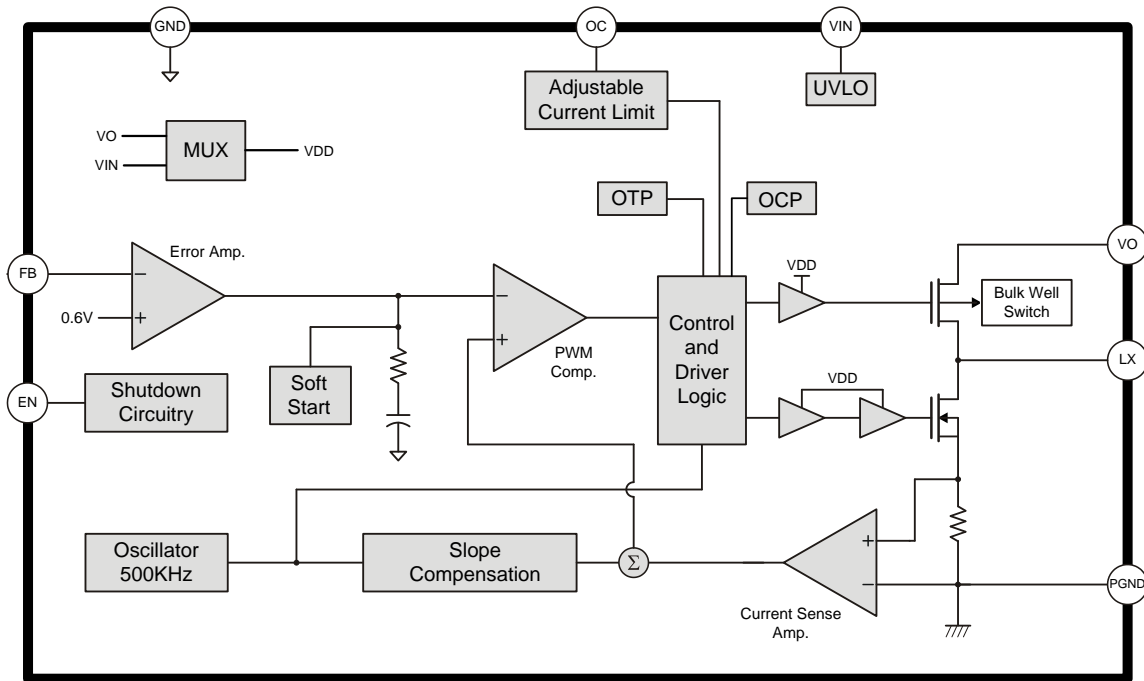 GND
OC
VIN
Adjustable
Current Limit
UVLO
VO
VIN
MUX
VDD
OTP
OCP
Error Amp.
FB
−
+
0.6V
−
+
PWM
Comp.
Control
and
Driver
Logic
VDD
VDD
VO
Bulk Well
Switch
LX
EN
Shutdown
Circuitry
Soft
Start
Oscillator
500KHz
Slope
Compensation
Σ
+
−
Current Sense
Amp.
PGND